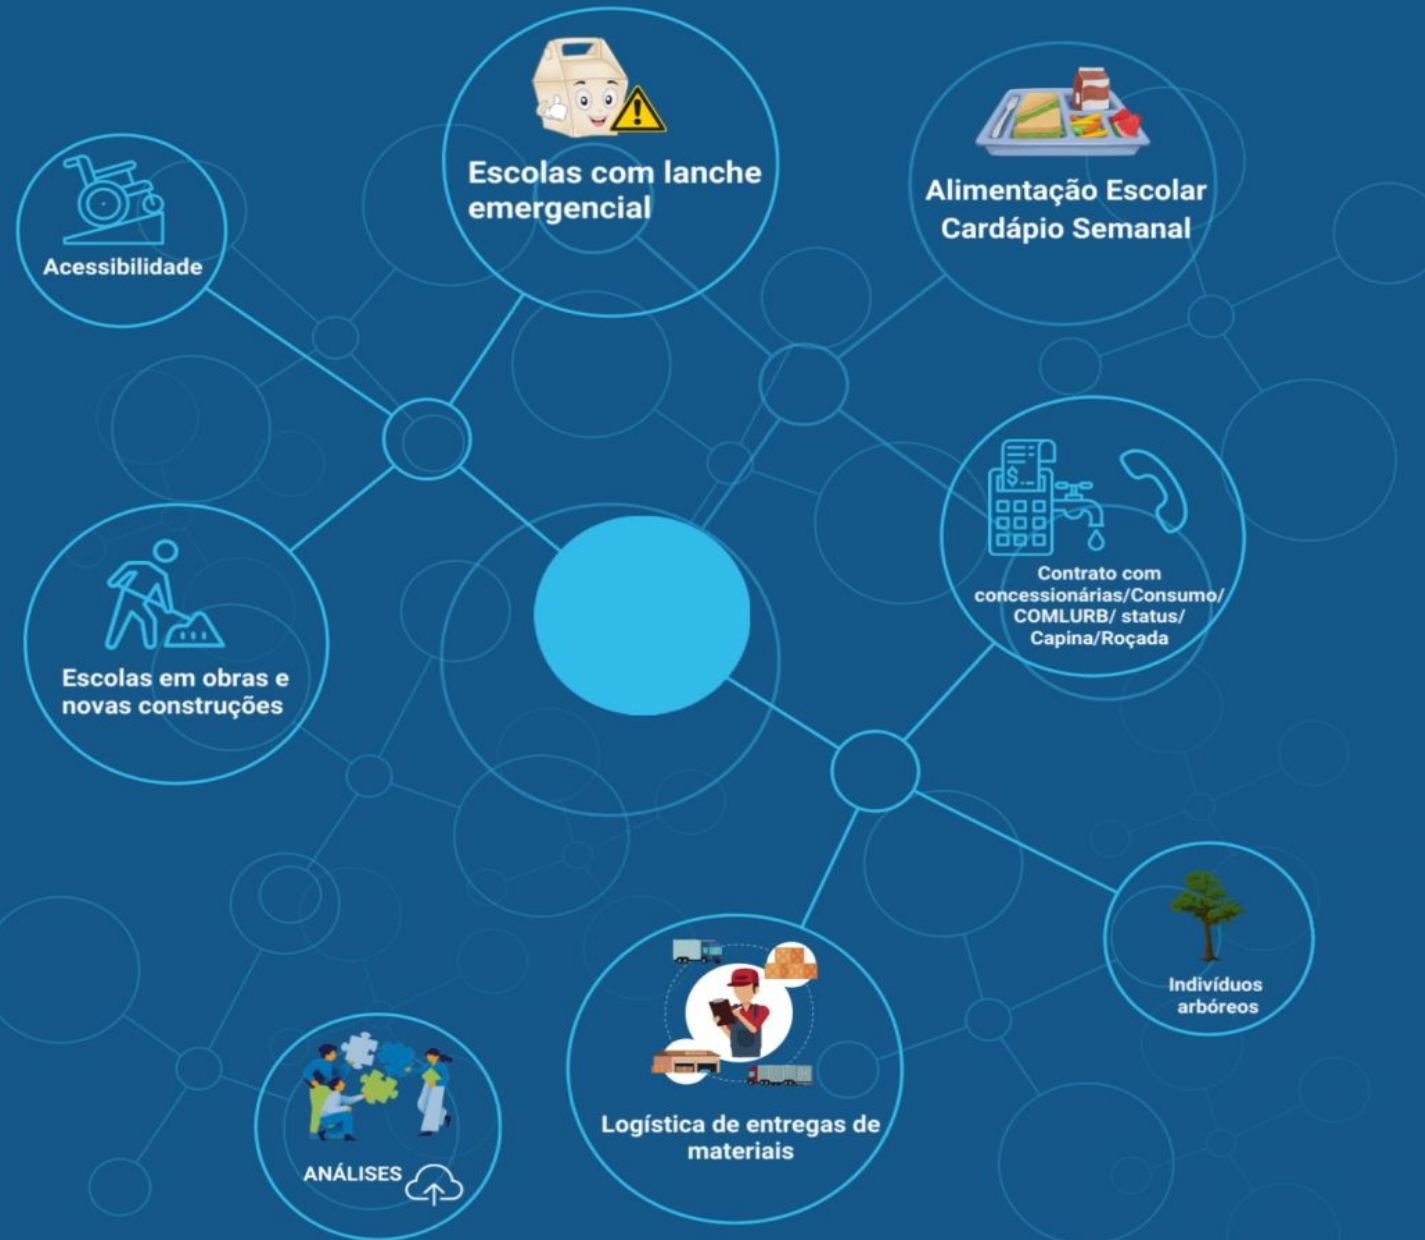 Escolas com lanche
emergencial
Alimentação Escolar
Cardápio Semanal
Acessibilidade
$
Contrato com
concessionárias/Consumo/
COMLURB/ status/
Capina/Roçada
Escolas em obras e
novas construções
Indivíduos
arbóreos
Logística de entregas de
materiais
ANÁLISES